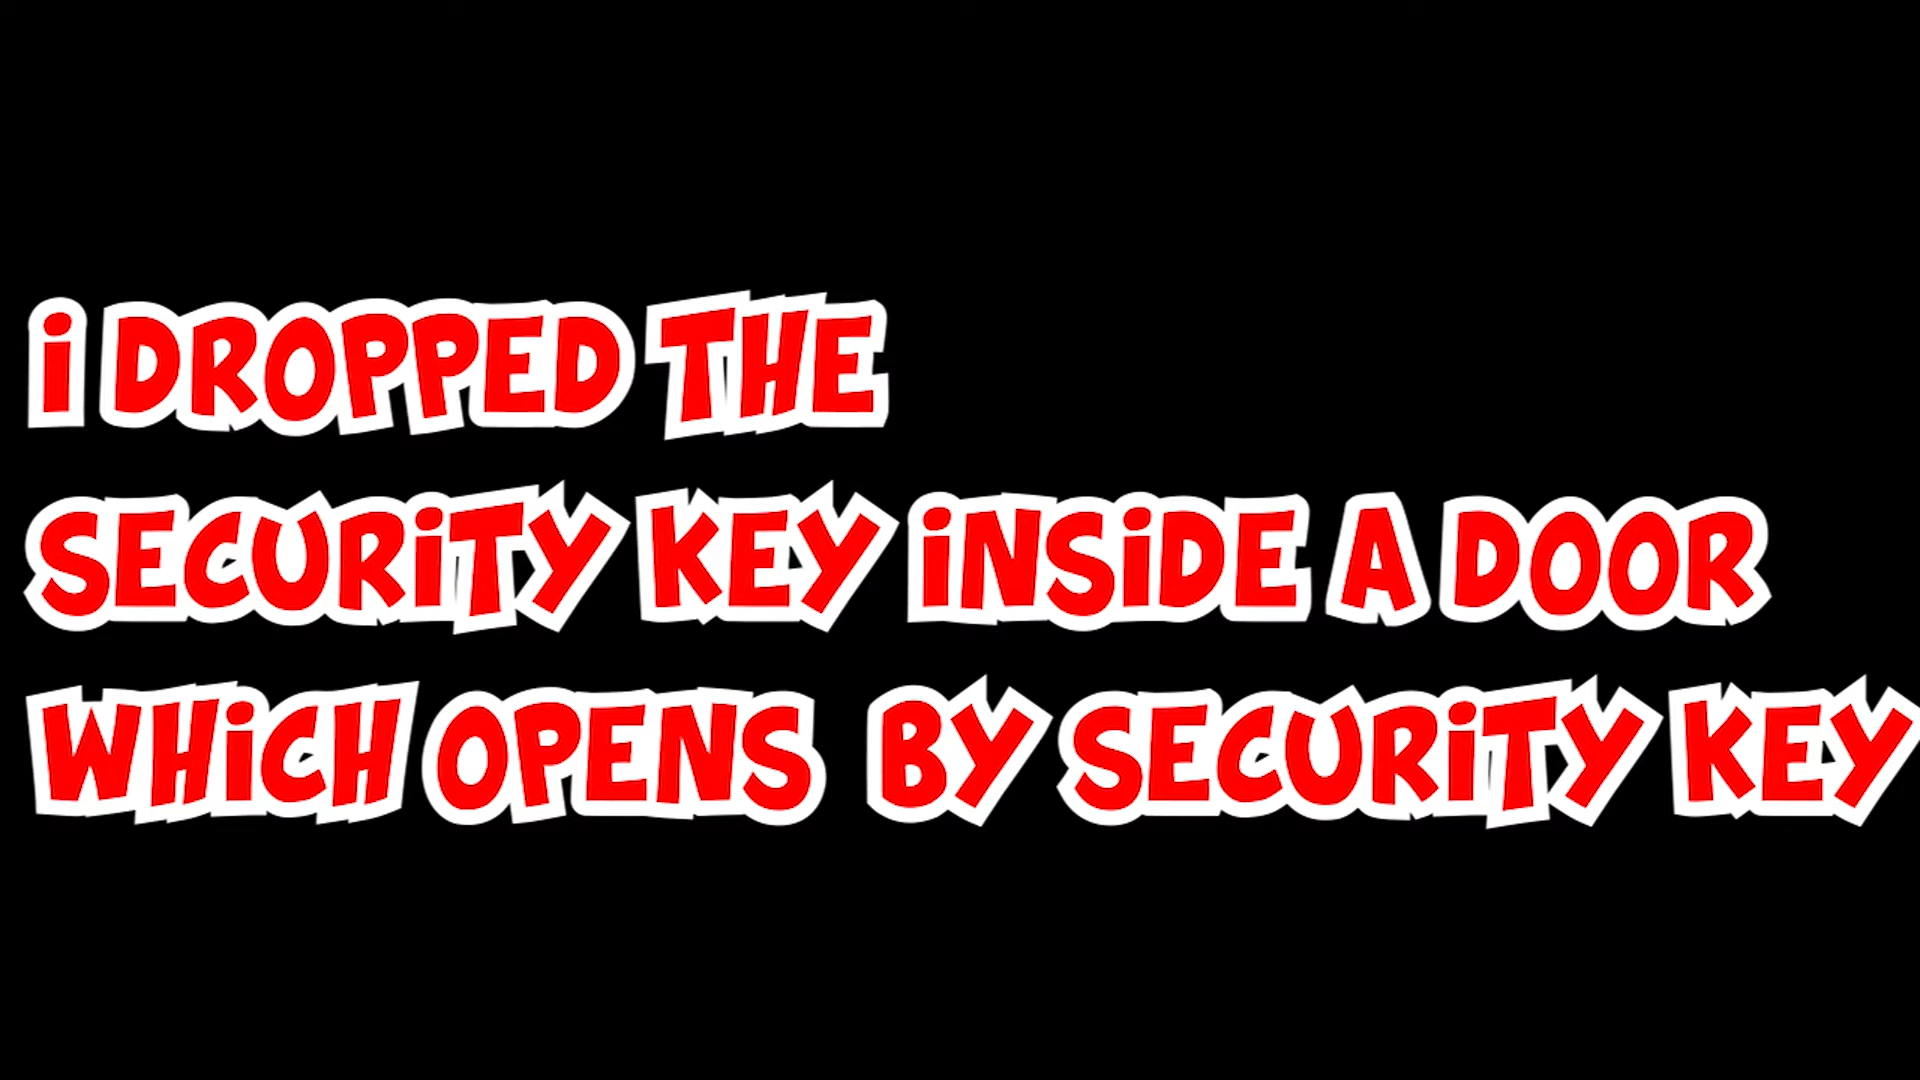 i DROPPED THE
SECURiTY KEY iNSiDE A DOOR
WHiCH OPENS  BY SECURiTY KEY